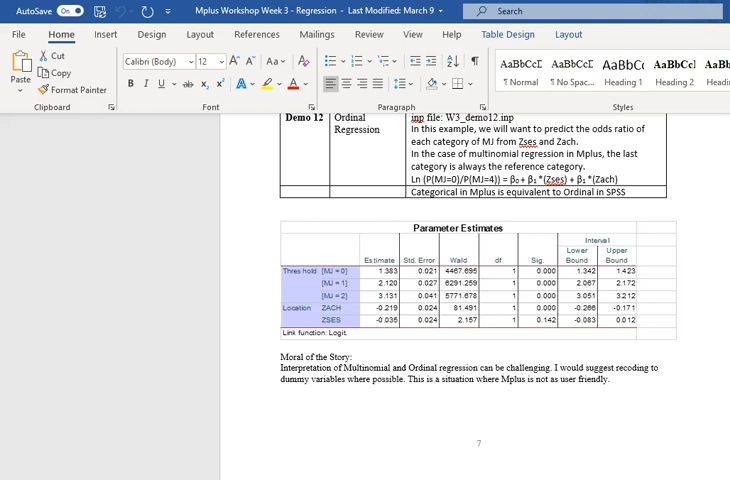 AutoSave On Mplus Workshop Week 3 - Regression - Last Modified: March 9 Search
File Home Insert Design Layout References Mailings Review View Help Table Design Layout
Paste Cut Copy Format Painter
Clipboard
Calibri (Body) 12 A A Aa A
B I U ab x₂ x² A A
Font
Paragraph
AaBbCcD AaBbCcD AaBbCc AaBbCcC AaBbC
¶ Normal ¶ No Spac... Heading 1 Heading 2 Headi
Styles
Demo 12 Ordinal Regression
inp file: W3_demo12.inp
In this example, we will want to predict the odds ratio of
each category of MJ from Zses and Zach.
In the case of multinomial regression in Mplus, the last
category is always the reference category.
Ln (P(MJ=0)/P(MJ=4)) = β₀ + β₁ *(Zses) + β₁ *(Zach)
Categorical in Mplus is equivalent to Ordinal in SPSS
Parameter Estimates
Interval
Estimate Std. Error Wald df Sig. Lower Bound Upper Bound
Threshold [MJ = 0] 1.383 0.021 4467.695 1 0.000 1.342 1.423
[MJ = 1] 2.120 0.027 6291.259 1 0.000 2.067 2.172
[MJ = 2] 3.131 0.041 5771.678 1 0.000 3.051 3.212
Location ZACH -0.219 0.024 81.491 1 0.000 -0.266 -0.171
ZSES -0.035 0.024 2.157 1 0.142 -0.083 0.012
Link function: Logit.
Moral of the Story:
Interpretation of Multinomial and Ordinal regression can be challenging. I would suggest recoding to
dummy variables where possible. This is a situation where Mplus is not as user friendly.
7